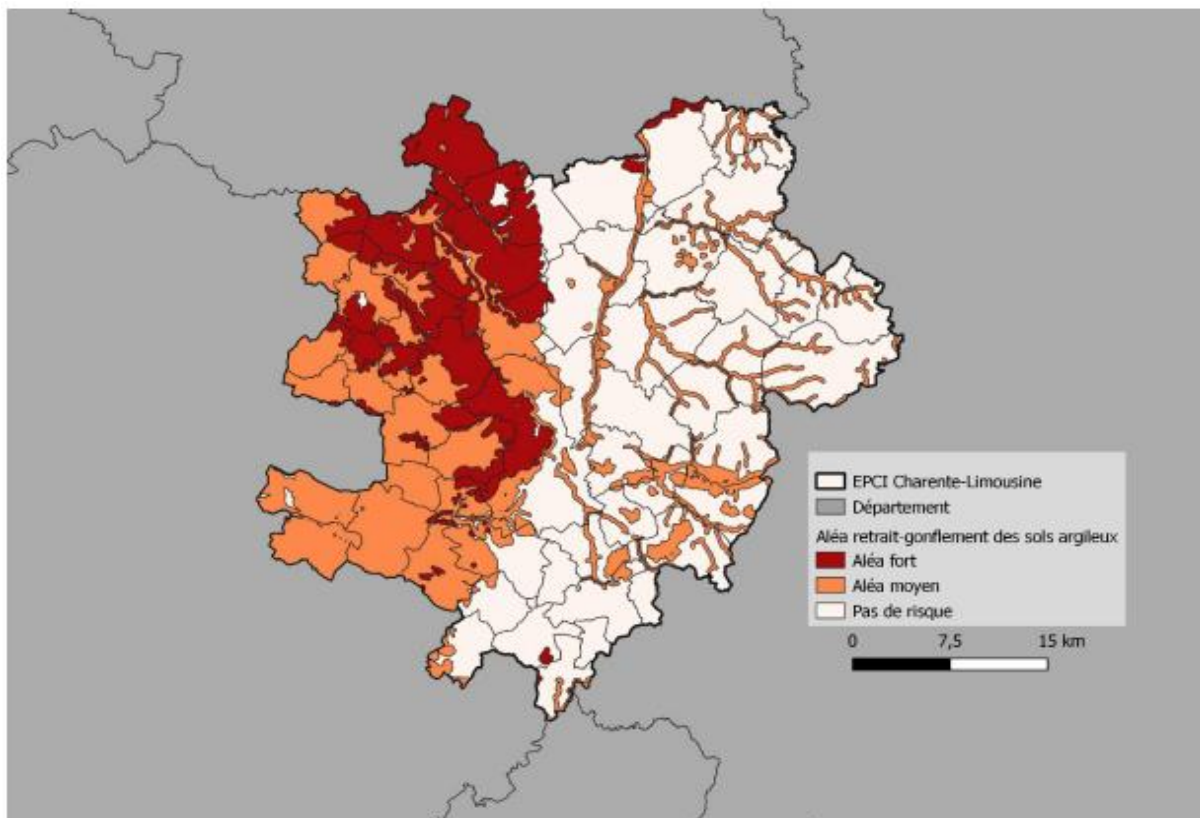 EPCI Charente-Limousine
Département
Aléa retrait-gonflement des sols argileux
Aléa fort
Aléa moyen
Pas de risque
0 7,5 15 km